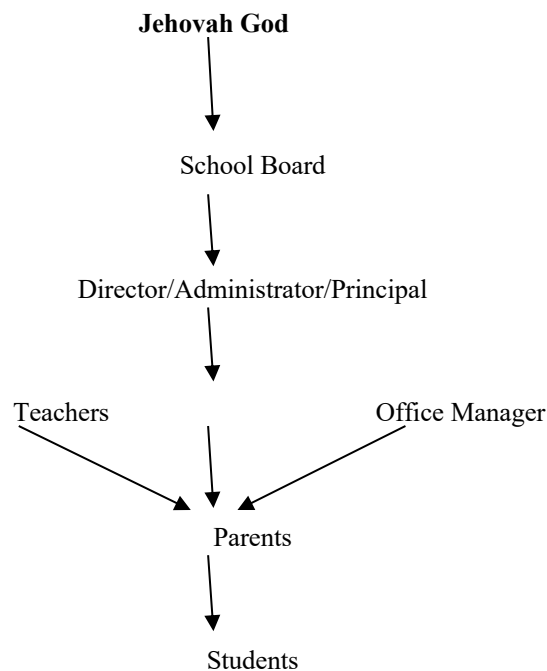 Jehovah God
School Board
Director/Administrator/Principal
Teachers Office Manager
Parents
Students